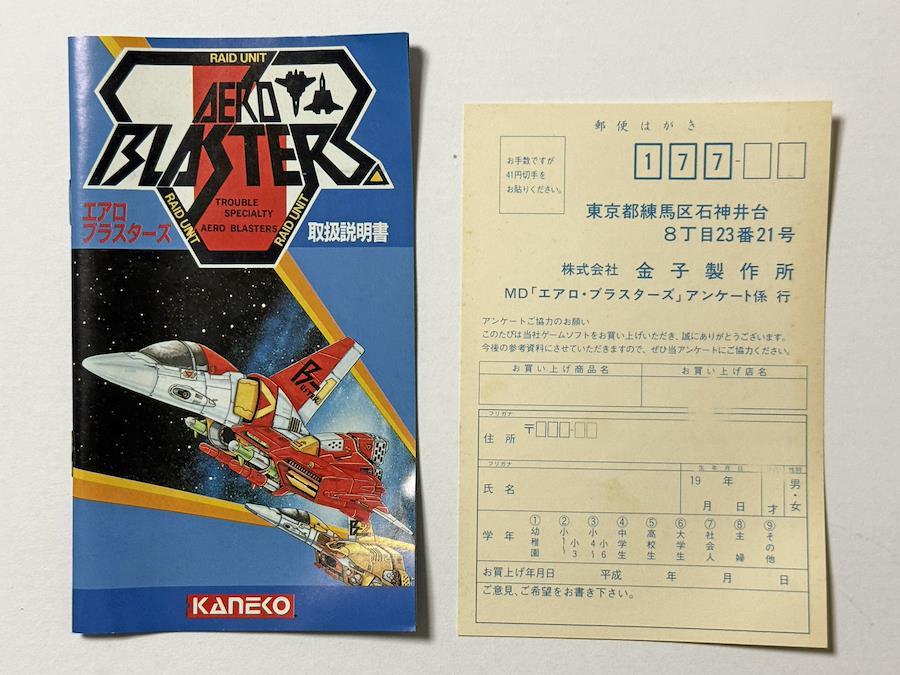 RAID UNIT
AERO
BLASTERS
RAID UNIT
TROUBLE
SPECIALTY
AERO BLASTERS
RAID UNIT
エアロ
ブラスターズ
取扱説明書
KANEKO
郵便はがき
お手数ですが
41円切手を
お貼りください。
177-
東京都練馬区石神井台
8丁目23番21号
株式会社 金子製作所
MD「エアロ・ブラスターズ」アンケート係 行
アンケートご協力のお願い
このたびは当社ゲームソフトをお買い上げいただき、誠にありがとうございます。
今後の参考資料にさせていただきますので、ぜひ当アンケートにご協力ください。
お買い上げ商品名 お買い上げ店名
フリガナ
住所 〒
フリガナ 生年月日 性別
氏名 19 年 月 日 才 男・女
学年 ①幼稚園 ②小1〜小3 ③小4〜小6 ④中学生 ⑤高校生 ⑥大学生 ⑦社会人 ⑧主婦 ⑨その他
お買上げ年月日 平成 年 月 日
ご意見、ご希望をお書き下さい。